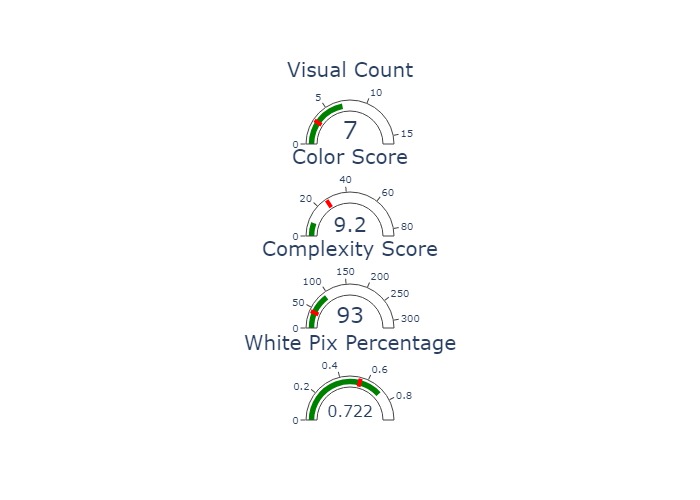 Visual Count
0 5 10 15
7
Color Score
0 20 40 60 80
9.2
Complexity Score
0 50 100 150 200 250 300
93
White Pix Percentage
0 0.2 0.4 0.6 0.8
0.722